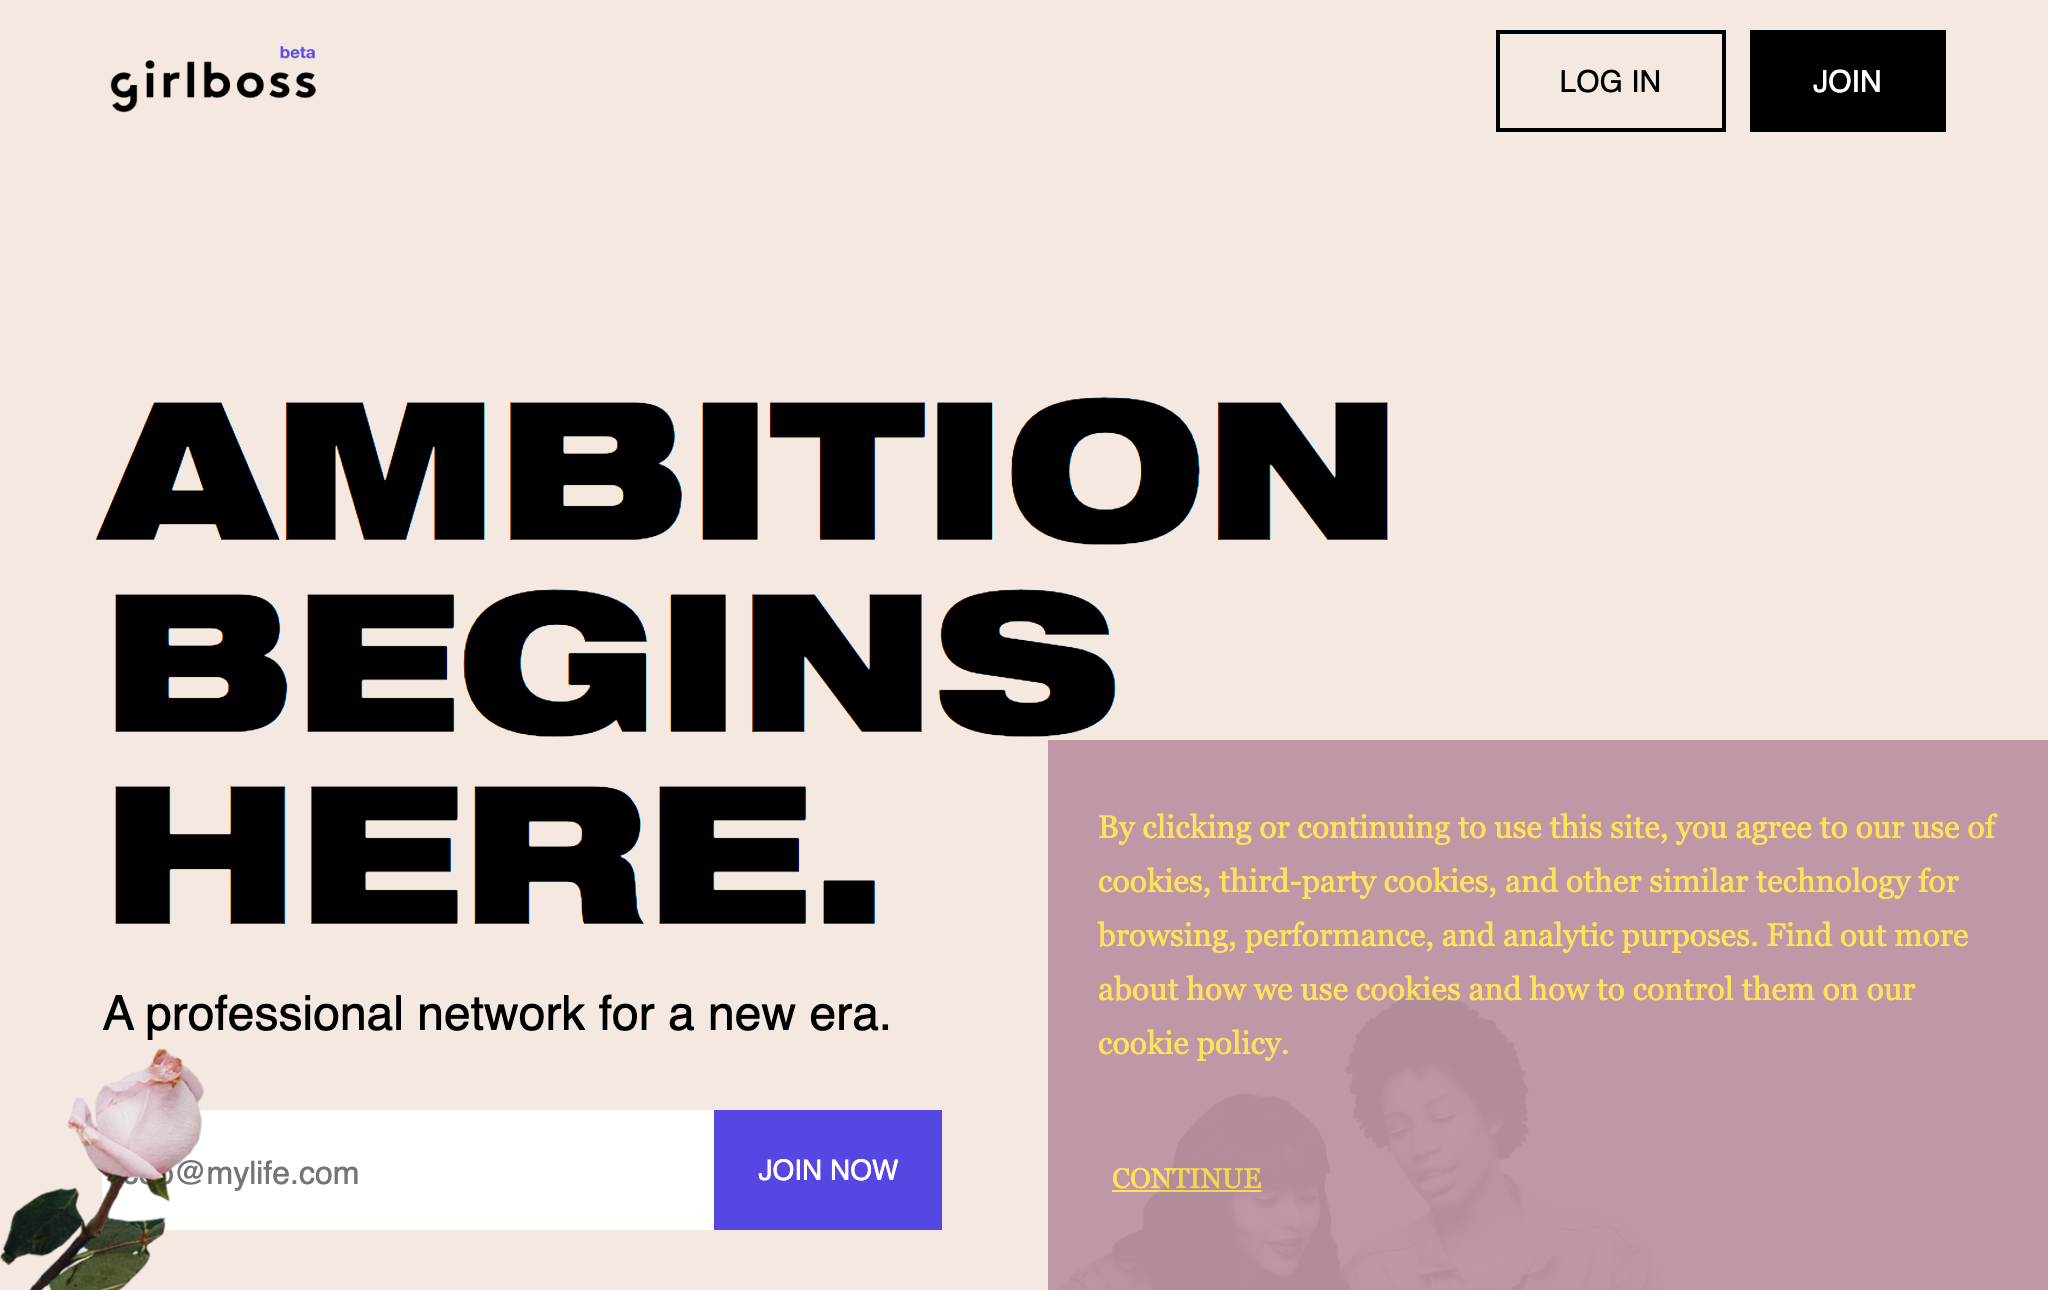 beta
girlboss
LOG IN
JOIN
AMBITION
BEGINS
HERE.
A professional network for a new era.
@mylife.com
JOIN NOW
By clicking or continuing to use this site, you agree to our use of
cookies, third-party cookies, and other similar technology for
browsing, performance, and analytic purposes. Find out more
about how we use cookies and how to control them on our
cookie policy.
CONTINUE